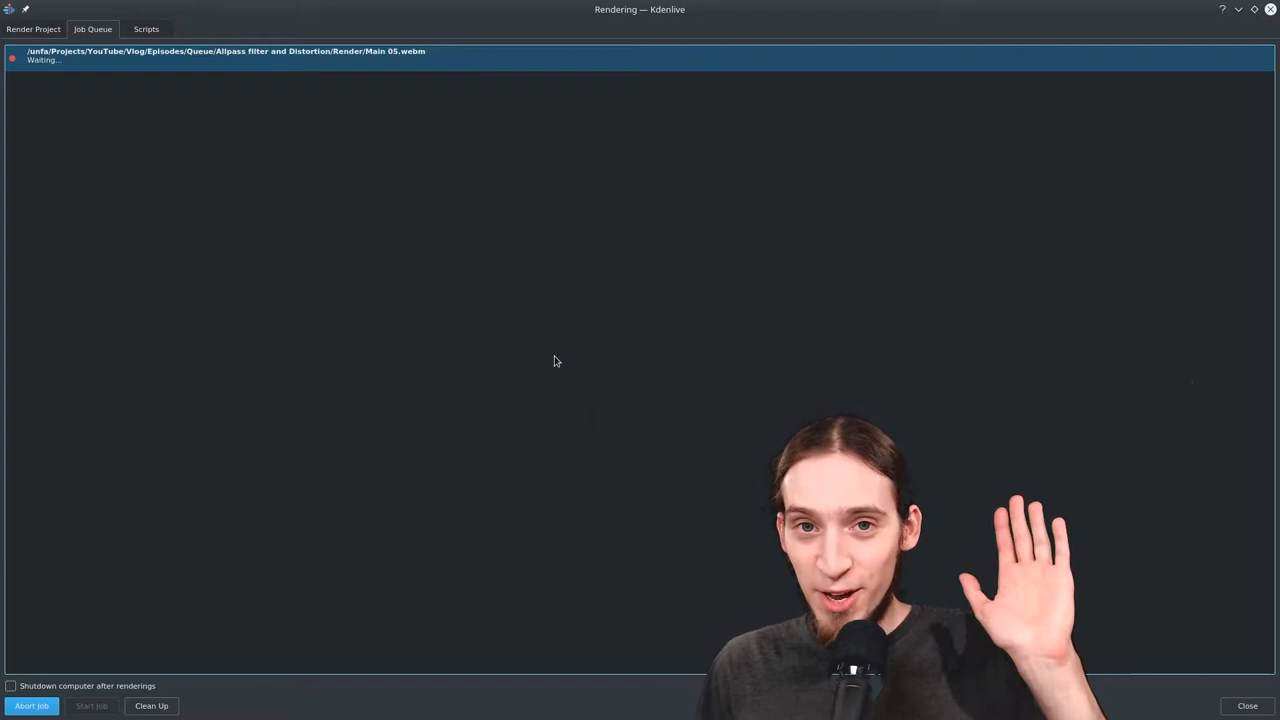 Rendering — Kdenlive
Render Project
Job Queue
Scripts
/unfa/Projects/YouTube/Vlog/Episodes/Queue/Allpass filter and Distortion/Render/Main 05.webm
Waiting...
Shutdown computer after renderings
Abort Job
Start Job
Clean Up
Close